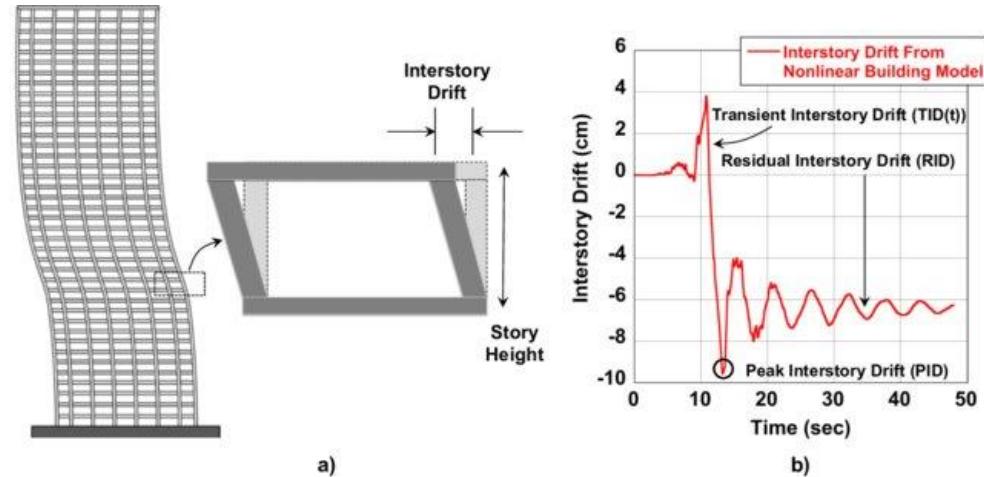 Interstory
Drift
Story
Height
a)
Interstory Drift (cm)
6
4
2
0
-2
-4
-6
-8
-10
Interstory Drift From
Nonlinear Building Model
Transient Interstory Drift (TID(t))
Residual Interstory Drift (RID)
Peak Interstory Drift (PID)
0 10 20 30 40 50
Time (sec)
b)